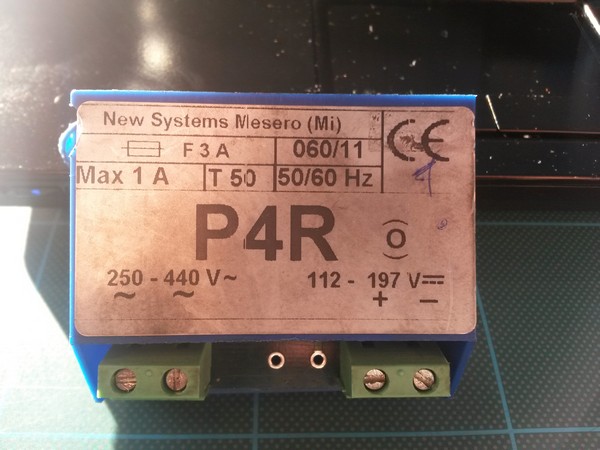 New Systems Mesero (Mi)
F 3 A 060/11 CE
Max 1 A T 50 50/60 Hz
P4R (O)
250 - 440 V~ 112 - 197 V⎓
~ ~ + −